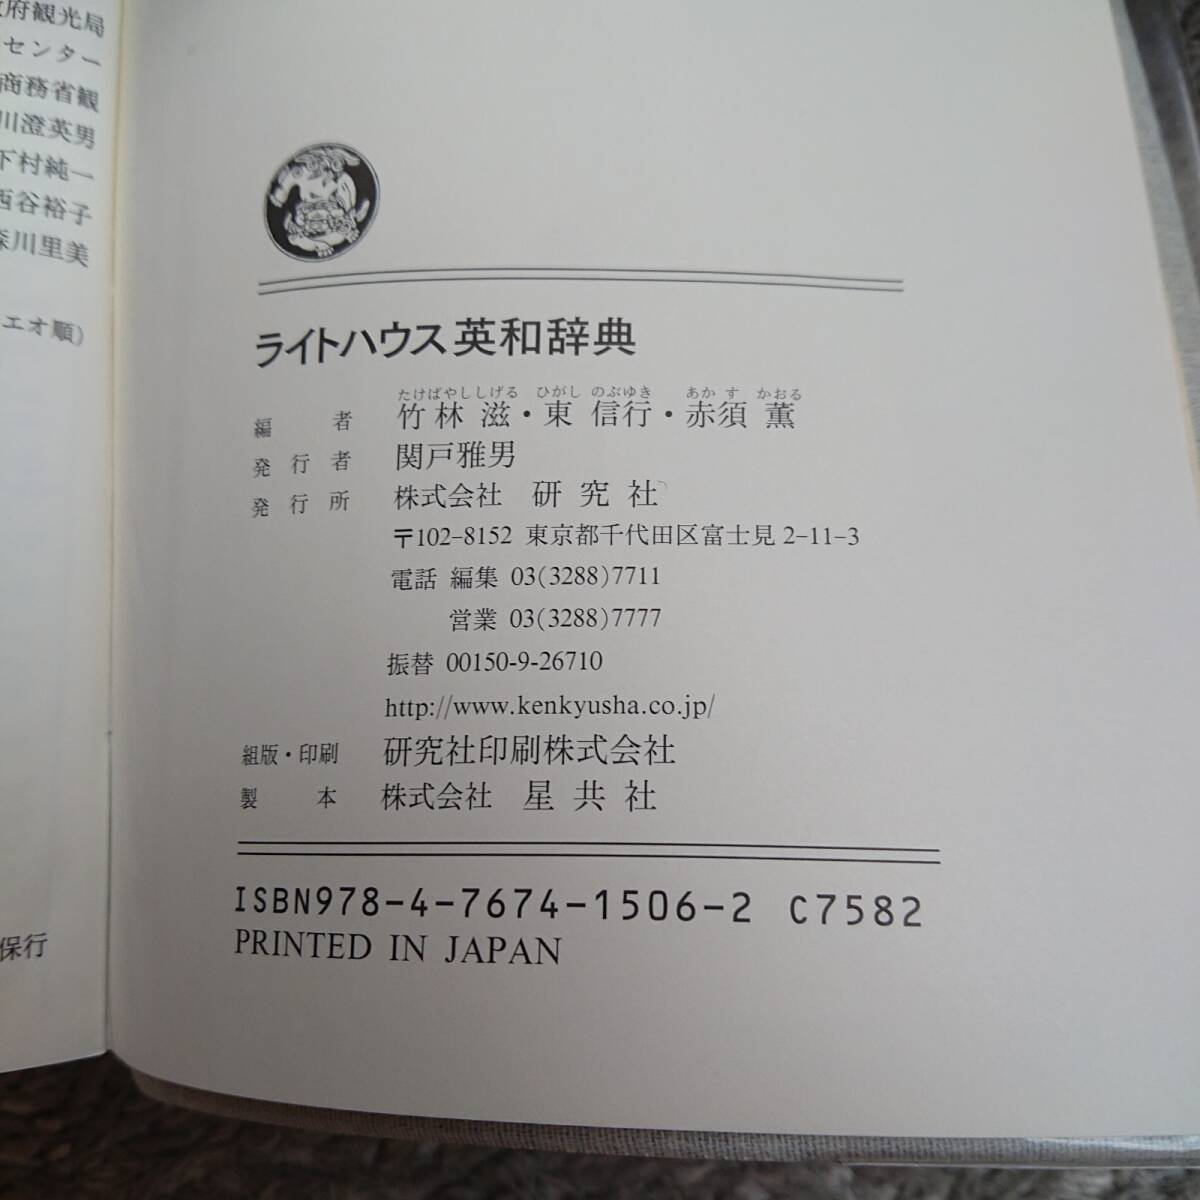 府観光局
センター
商務省観
川澄英男
下村純一
西谷裕子
森川里美
エオ順)
保行
ライトハウス英和辞典
たけばやししげる ひがし のぶゆき あか す かおる
編者 竹林 滋・東 信行・赤須 薫
発行者 関戸雅男
発行所 株式会社 研究社
〒102-8152 東京都千代田区富士見 2-11-3
電話 編集 03(3288)7711
営業 03(3288)7777
振替 00150-9-26710
http://www.kenkyusha.co.jp/
組版・印刷 研究社印刷株式会社
製本 株式会社 星共社
ISBN978-4-7674-1506-2 C7582
PRINTED IN JAPAN